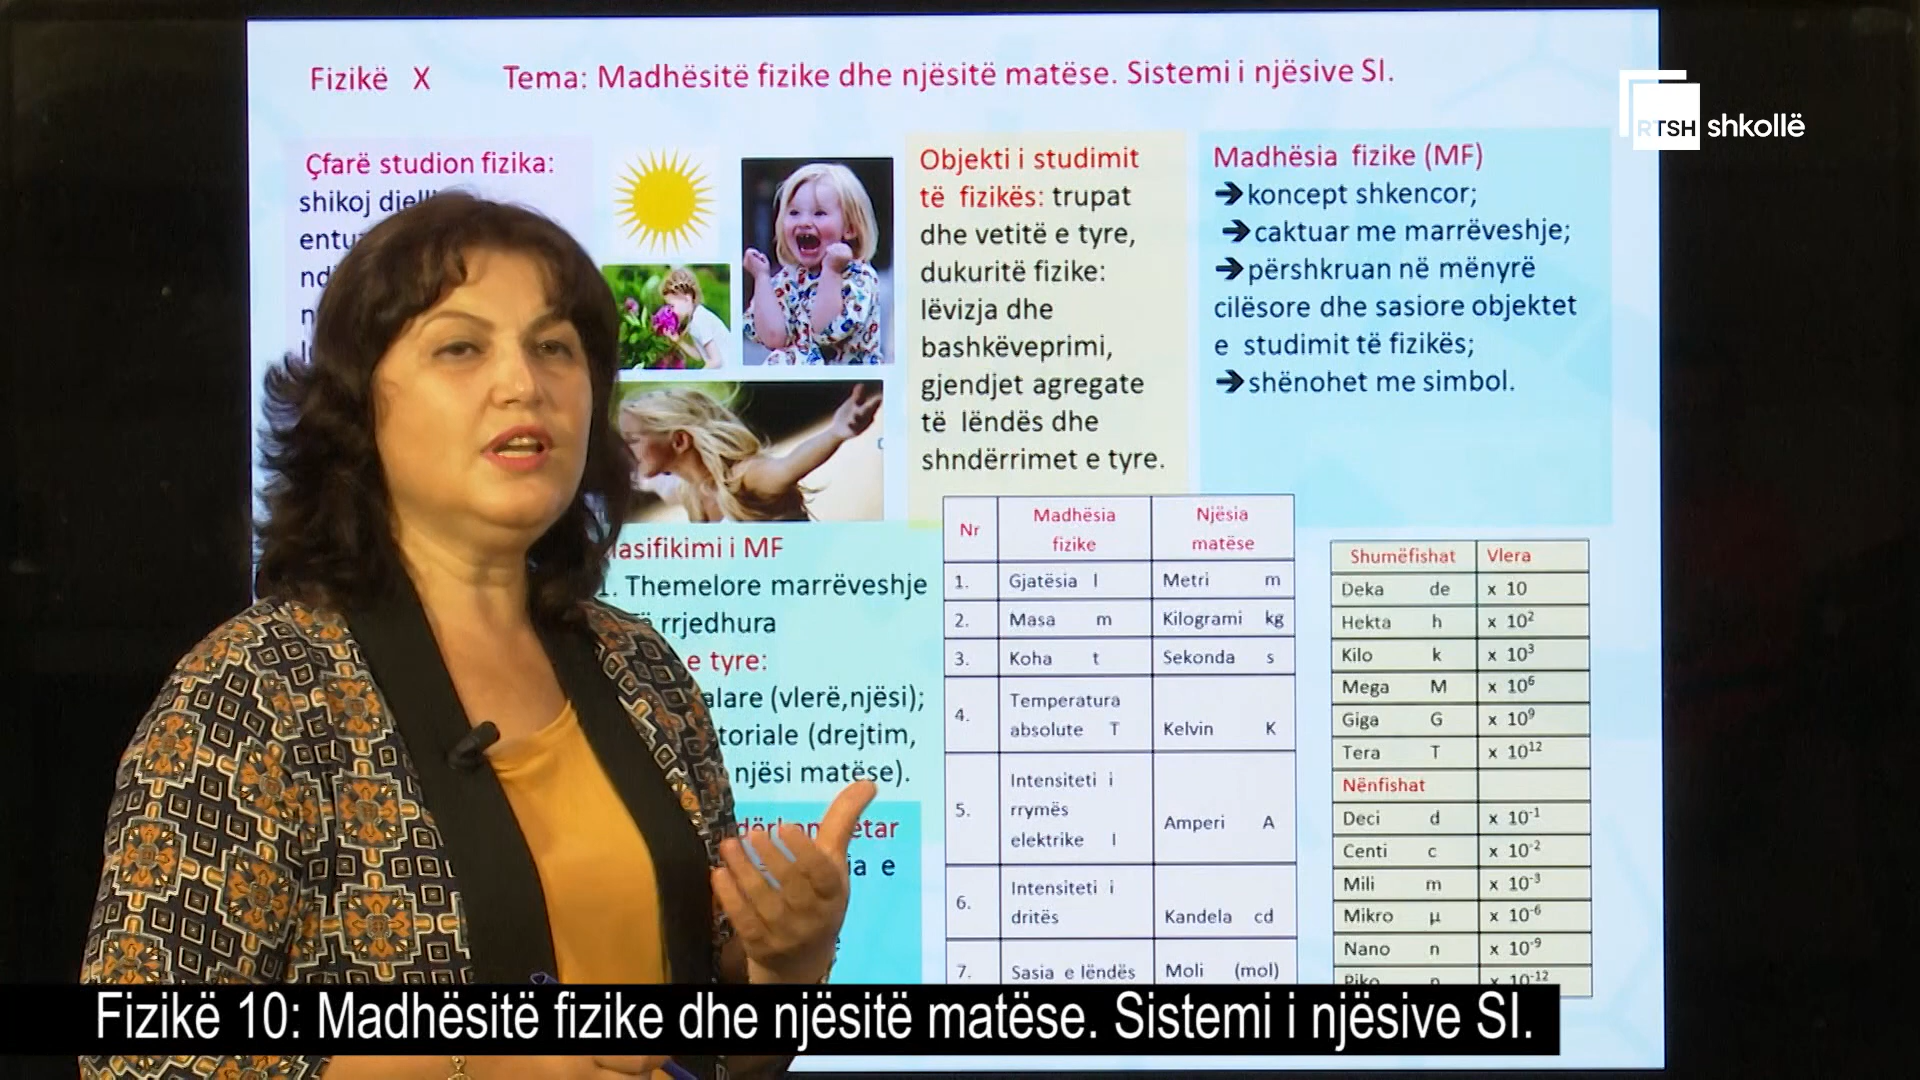 Fizikë X Tema: Madhësitë fizike dhe njësitë matëse. Sistemi i njësive SI.
RTSH shkollë
Çfarë studion fizika:
shikoj
Objekti i studimit
të fizikës: trupat
dhe vetitë e tyre,
dukuritë fizike:
lëvizja dhe
bashkëveprimi,
gjendjet agregate
të lëndës dhe
shndërrimet e tyre.
Madhësia fizike (MF)
➔ koncept shkencor;
➔ caktuar me marrëveshje;
➔ përshkruan në mënyrë
cilësore dhe sasiore objektet
e studimit të fizikës;
➔ shënohet me simbol.
i MF
1. Themelore marrëveshje
rrjedhura
e tyre:
(vlerë,njësi);
(drejtim,
njësi matëse).
e
Nr Madhësia fizike Njësia matëse
1. Gjatësia l Metri m
2. Masa m Kilogrami kg
3. Koha t Sekonda s
4. Temperatura absolute T Kelvin K
5. Intensiteti i rrymës elektrike I Amperi A
6. Intensiteti i dritës Kandela cd
7. Sasia e lëndës Moli (mol)
Shumëfishat Vlera
Deka de x 10
Hekta h x 10²
Kilo k x 10³
Mega M x 10⁶
Giga G x 10⁹
Tera T x 10¹²
Nënfishat
Deci d x 10⁻¹
Centi c x 10⁻²
Mili m x 10⁻³
Mikro µ x 10⁻⁶
Nano n x 10⁻⁹
Piko p x 10⁻¹²
Fizikë 10: Madhësitë fizike dhe njësitë matëse. Sistemi i njësive SI.